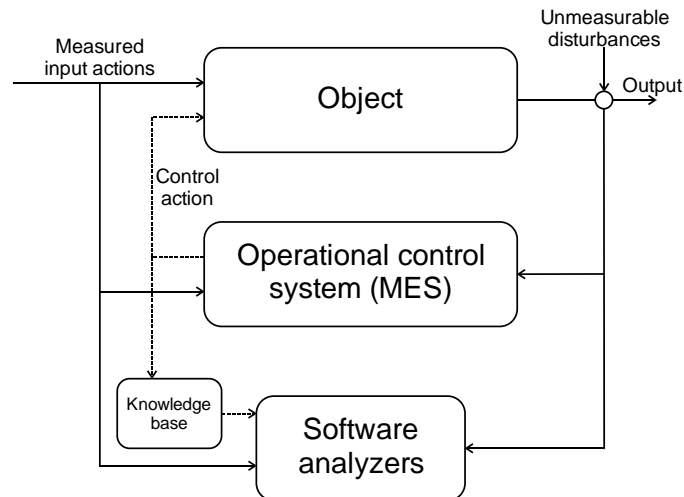 Unmeasurable
disturbances
Measured
input actions
Object
Output
Control
action
Operational control
system (MES)
Knowledge
base
Software
analyzers